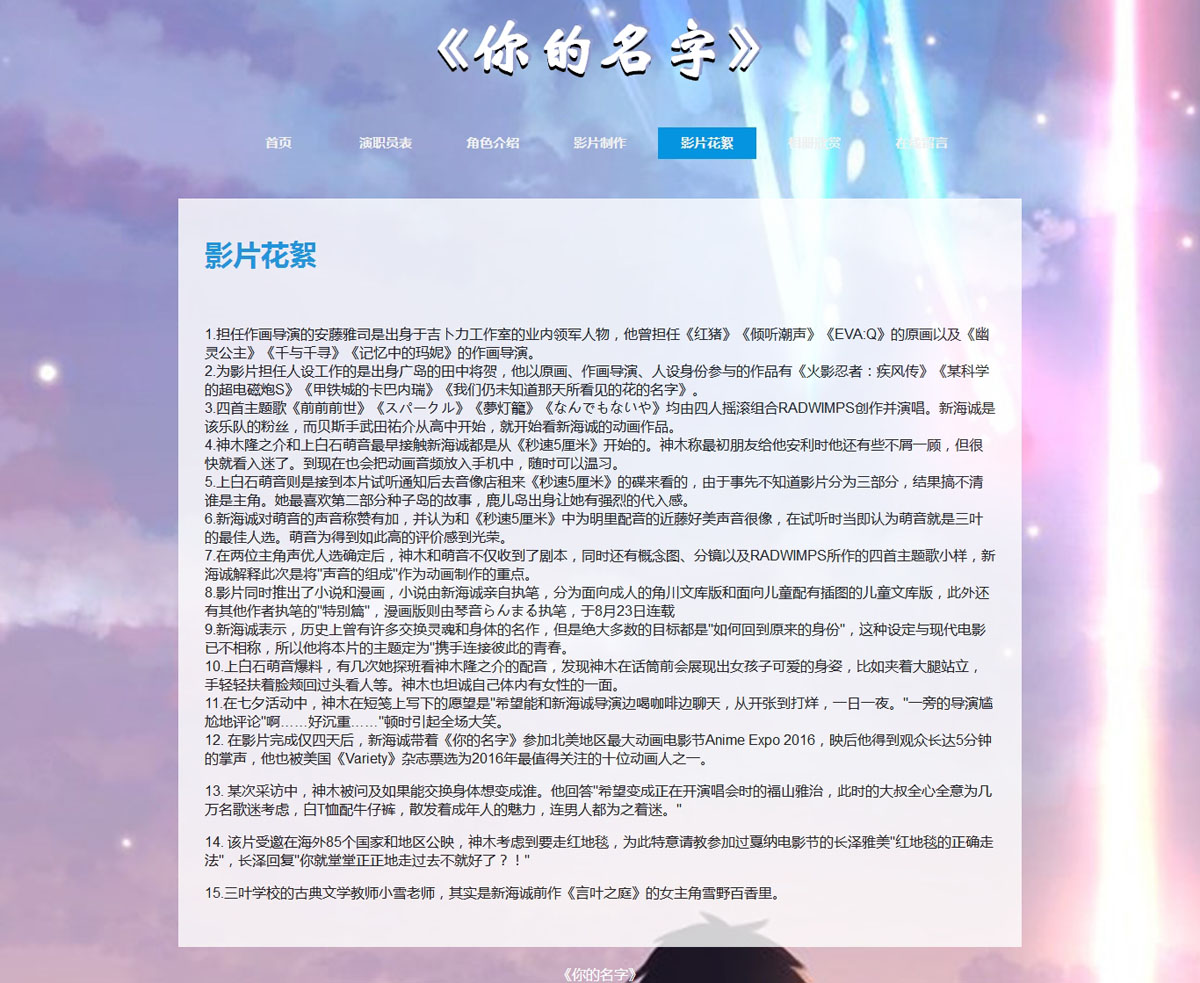 《你的名字》
首页 演职员表 角色介绍 影片制作 影片花絮 在线留言
影片花絮
1.担任作画导演的安藤雅司是出身于吉卜力工作室的业内领军人物，他曾担任《红猪》《倾听潮声》《EVA:Q》的原画以及《幽
灵公主》《千与千寻》《记忆中的玛妮》的作画导演。
2.为影片担任人设工作的是出身广岛的田中将贺，他以原画、作画导演、人设身份参与的作品有《火影忍者：疾风传》《某科学
的超电磁炮S》《甲铁城的卡巴内瑞》《我们仍未知道那天所看见的花的名字》。
3.四首主题歌《前前前世》《スパークル》《夢灯籠》《なんでもないや》均由四人摇滚组合RADWIMPS创作并演唱。新海诚是
该乐队的粉丝，而贝斯手武田祐介从高中开始，就开始看新海诚的动画作品。
4.神木隆之介和上白石萌音最早接触新海诚都是从《秒速5厘米》开始的。神木称最初朋友给他安利时他还有些不屑一顾，但很
快就看入迷了。到现在也会把动画音频放入手机中，随时可以温习。
5.上白石萌音则是接到本片试听通知后去音像店租来《秒速5厘米》的碟来看的，由于事先不知道影片分为三部分，结果搞不清
谁是主角。她最喜欢第二部分种子岛的故事，鹿儿岛出身让她有强烈的代入感。
6.新海诚对萌音的声音称赞有加，并认为和《秒速5厘米》中为明里配音的近藤好美声音很像，在试听时当即认为萌音就是三叶
的最佳人选。萌音为得到如此高的评价感到光荣。
7.在两位主角声优人选确定后，神木和萌音不仅收到了剧本，同时还有概念图、分镜以及RADWIMPS所作的四首主题歌小样，新
海诚解释此次是将"声音的组成"作为动画制作的重点。
8.影片同时推出了小说和漫画，小说由新海诚亲自执笔，分为面向成人的角川文库版和面向儿童配有插图的儿童文库版，此外还
有其他作者执笔的"特别篇"，漫画版则由琴音らんまる执笔，于8月23日连载
9.新海诚表示，历史上曾有许多交换灵魂和身体的名作，但是绝大多数的目标都是"如何回到原来的身份"，这种设定与现代电影
已不相称，所以他将本片的主题定为"携手连接彼此的青春。
10.上白石萌音爆料，有几次她探班看神木隆之介的配音，发现神木在话筒前会展现出女孩子可爱的身姿，比如夹着大腿站立，
手轻轻扶着脸颊回过头看人等。神木也坦诚自己体内有女性的一面。
11.在七夕活动中，神木在短笺上写下的愿望是"希望能和新海诚导演边喝咖啡边聊天，从开张到打烊，一日一夜。"一旁的导演尴
尬地评论"啊……好沉重……"顿时引起全场大笑。
12. 在影片完成仅四天后，新海诚带着《你的名字》参加北美地区最大动画电影节Anime Expo 2016，映后他得到观众长达5分钟
的掌声，他也被美国《Variety》杂志票选为2016年最值得关注的十位动画人之一。
13. 某次采访中，神木被问及如果能交换身体想变成谁。他回答"希望变成正在开演唱会时的福山雅治，此时的大叔全心全意为几
万名歌迷考虑，白T恤配牛仔裤，散发着成年人的魅力，连男人都为之着迷。"
14. 该片受邀在海外85个国家和地区公映，神木考虑到要走红地毯，为此特意请教参加过戛纳电影节的长泽雅美"红地毯的正确走
法"，长泽回复"你就堂堂正正地走过去不就好了？！"
15.三叶学校的古典文学教师小雪老师，其实是新海诚前作《言叶之庭》的女主角雪野百香里。
《你的名字》